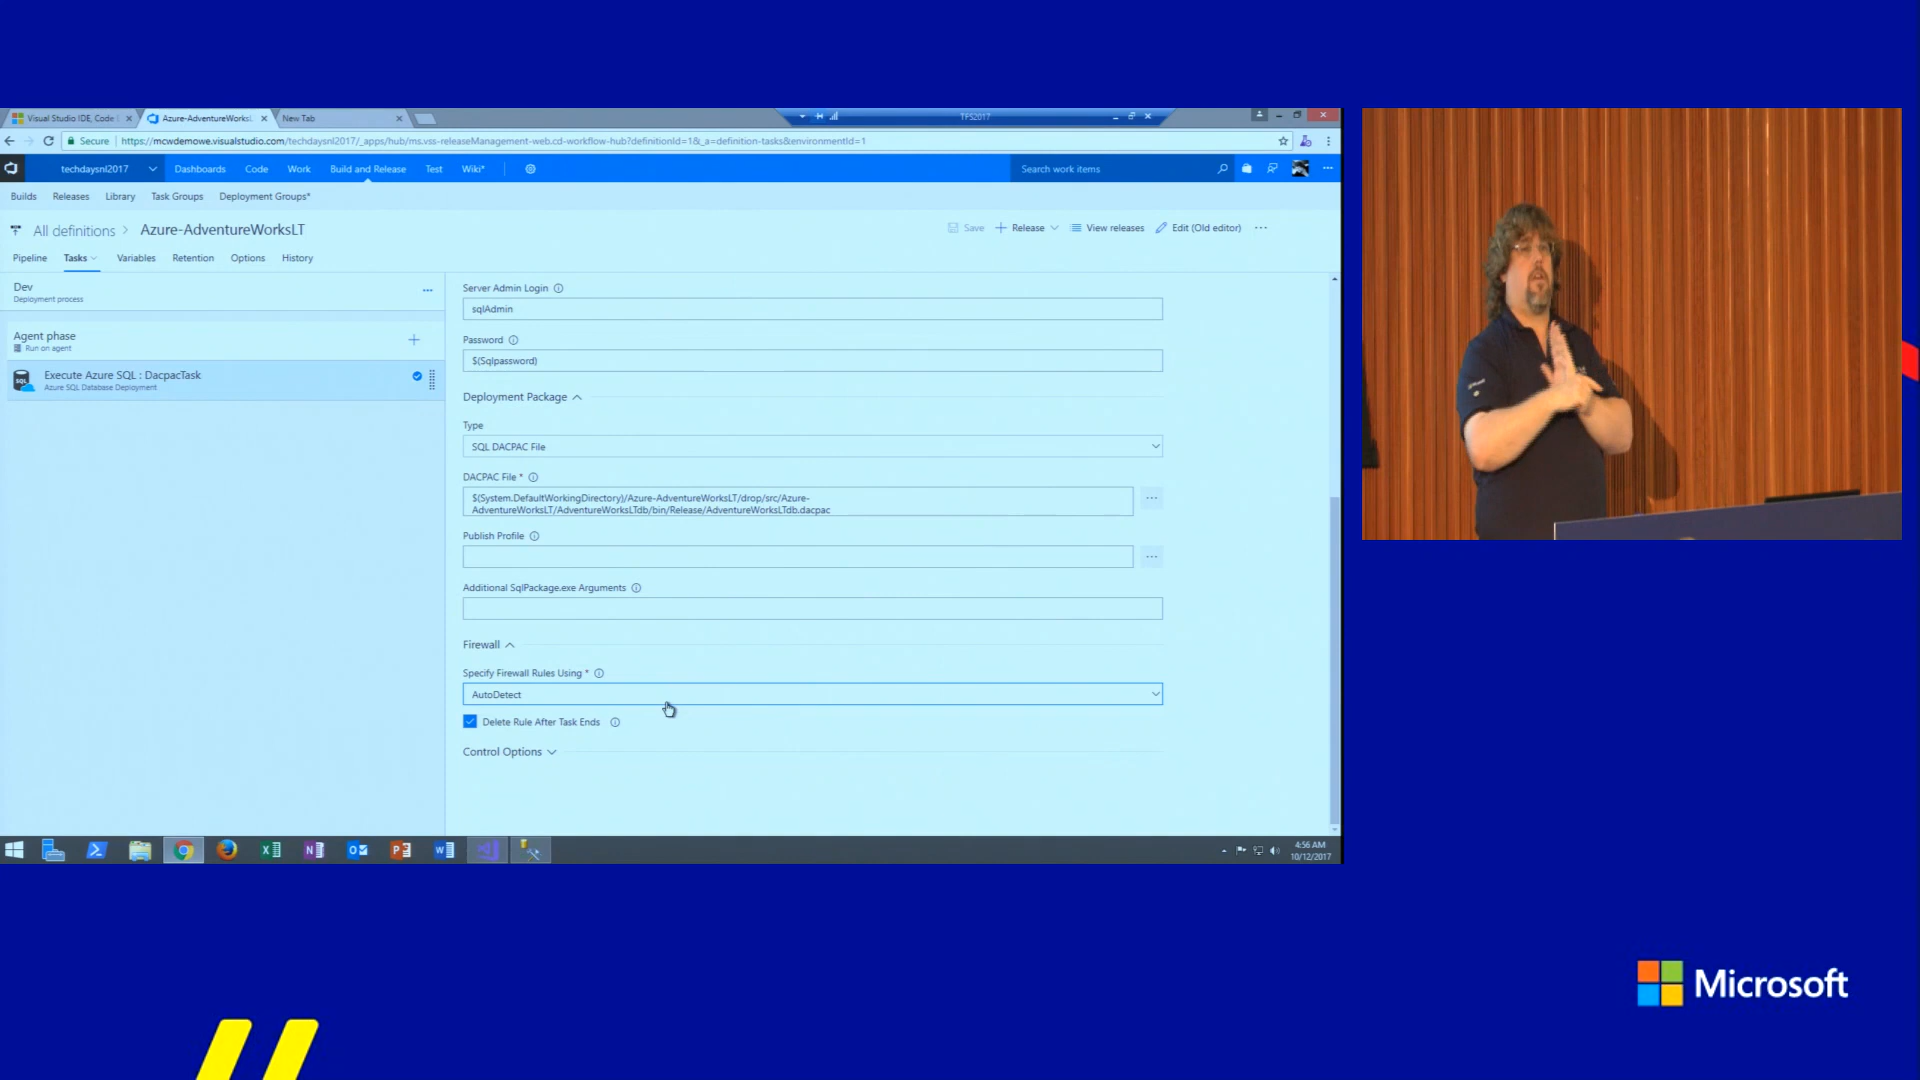 Visual Studio IDE, Code
Azure-AdventureWorksL
New Tab
TFS2017
Secure
https://mcwdemowe.visualstudio.com/techdaysnl2017/_apps/hub/ms.vss-releaseManagement-web.cd-workflow-hub?definitionId=1&_a=definition-tasks&environmentId=1
techdaysnl2017
Dashboards
Code
Work
Build and Release
Test
Wiki*
Search work items
Builds
Releases
Library
Task Groups
Deployment Groups*
All definitions > Azure-AdventureWorksLT
Save
Release
View releases
Edit (Old editor)
Pipeline
Tasks
Variables
Retention
Options
History
Dev
Deployment process
Agent phase
Run on agent
Execute Azure SQL : DacpacTask
Azure SQL Database Deployment
Server Admin Login
sqlAdmin
Password
$(Sqlpassword)
Deployment Package
Type
SQL DACPAC File
DACPAC File *
$(System.DefaultWorkingDirectory)/Azure-AdventureWorksLT/drop/src/Azure-
AdventureWorksLT/AdventureWorksLTdb/bin/Release/AdventureWorksLTdb.dacpac
Publish Profile
Additional SqlPackage.exe Arguments
Firewall
Specify Firewall Rules Using *
AutoDetect
Delete Rule After Task Ends
Control Options
4:56 AM
10/12/2017
Microsoft